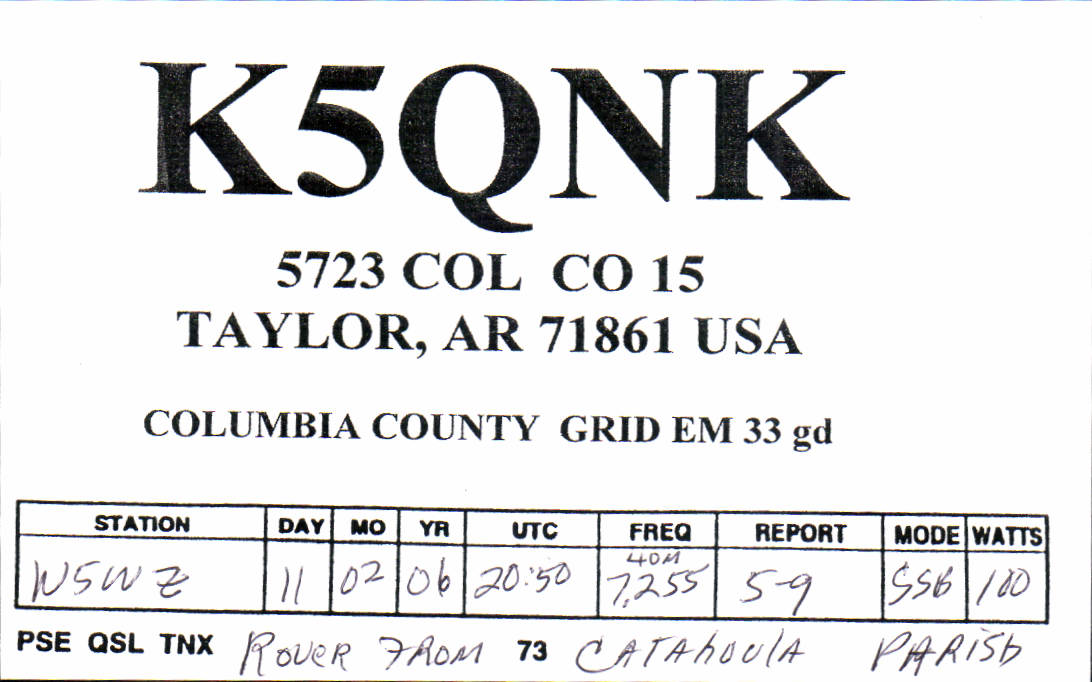 K5QNK
5723 COL CO 15
TAYLOR, AR 71861 USA
COLUMBIA COUNTY GRID EM 33 gd
STATION DAY MO YR UTC FREQ REPORT MODE WATTS
40M
W5WZ 11 02 06 20:50 7,255 5-9 SSB 100
PSE QSL TNX ROVER FROM 73 CATAHOULA PARISH